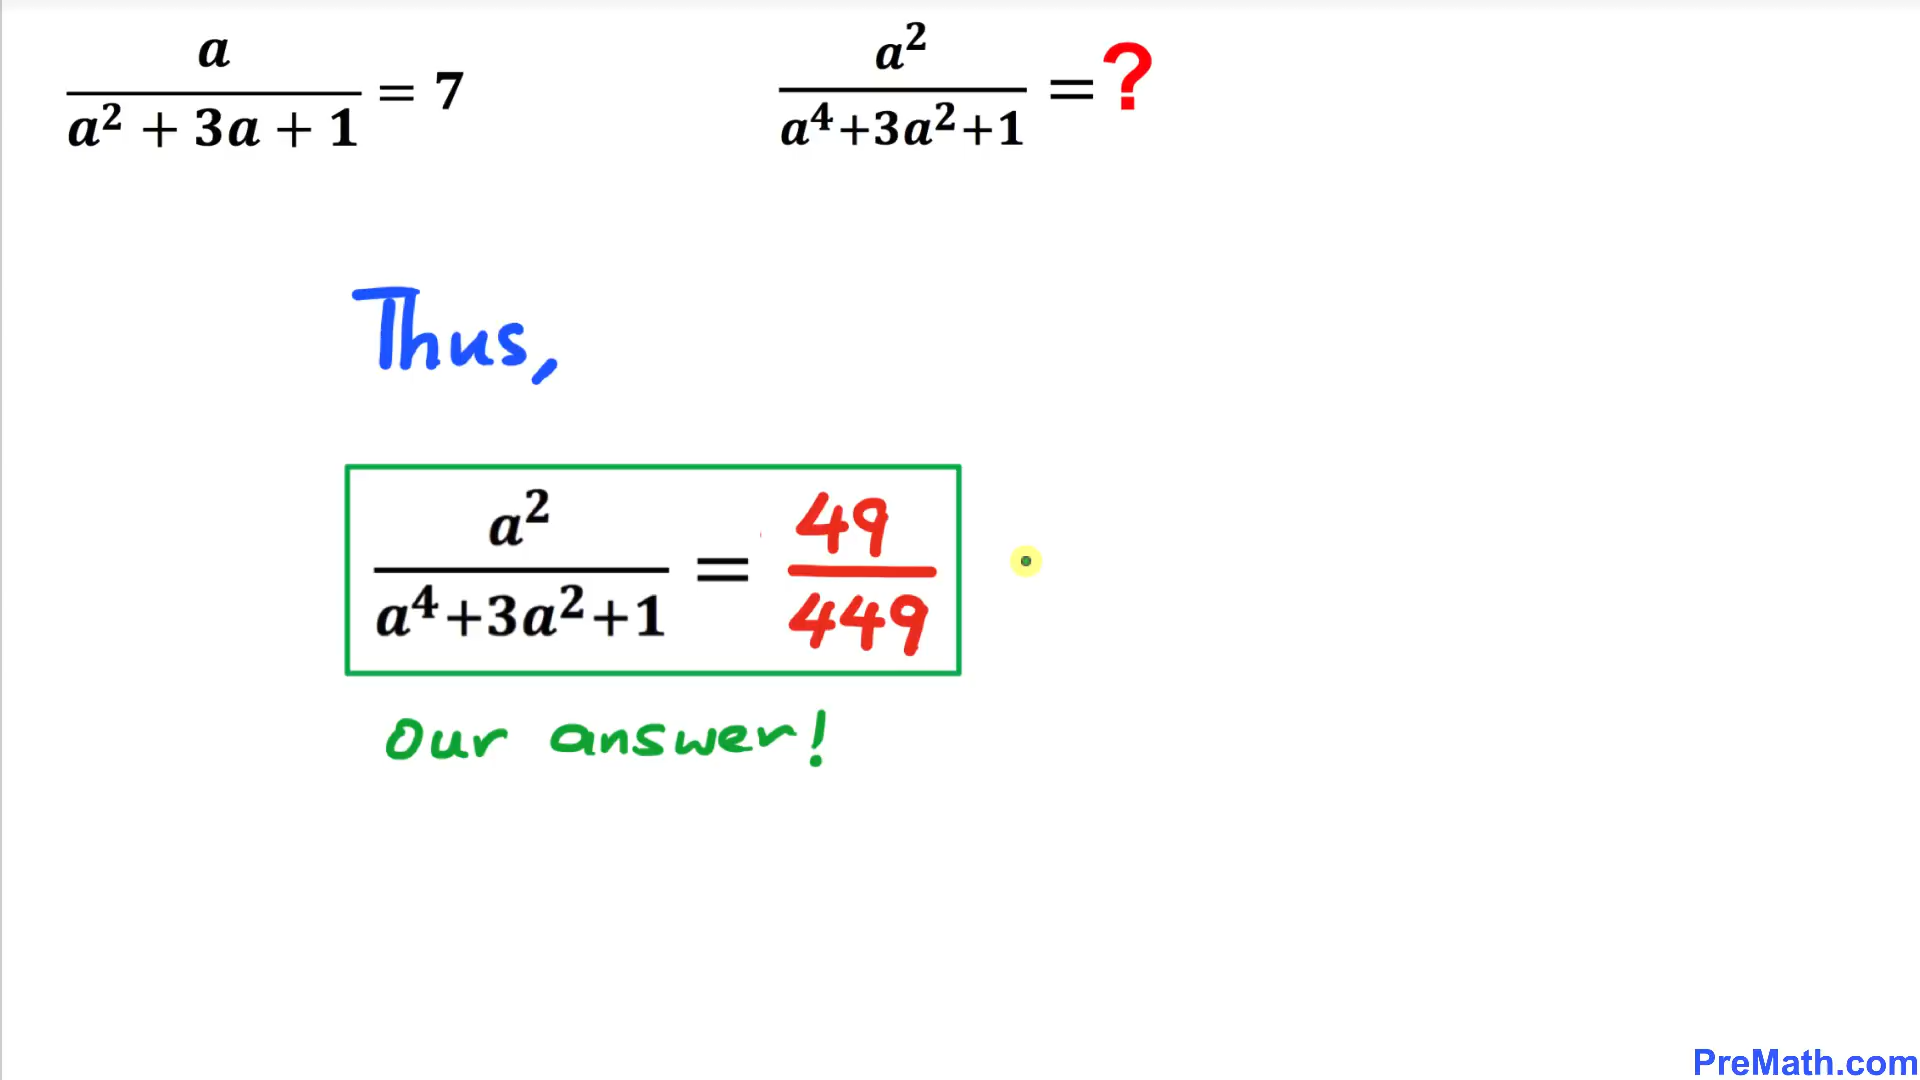 a / (a² + 3a + 1) = 7
a² / (a⁴+3a²+1) = ?
Thus,
a² / (a⁴+3a²+1) = 49 / 449
Our answer!
PreMath.com